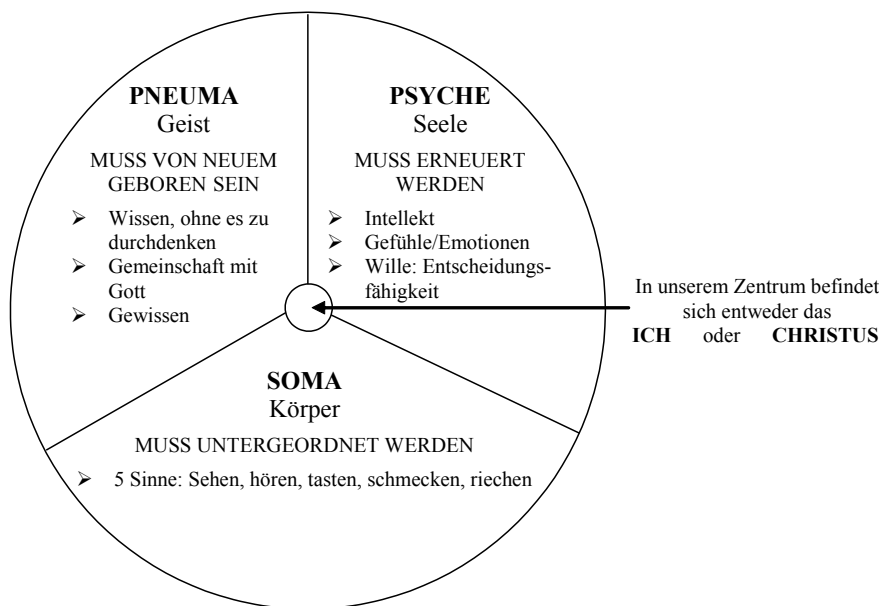 PNEUMA
Geist
MUSS VON NEUEM
GEBOREN SEIN
➢ Wissen, ohne es zu
durchdenken
➢ Gemeinschaft mit
Gott
➢ Gewissen
PSYCHE
Seele
MUSS ERNEUERT
WERDEN
➢ Intellekt
➢ Gefühle/Emotionen
➢ Wille: Entscheidungs-
fähigkeit
In unserem Zentrum befindet
sich entweder das
ICH oder CHRISTUS
SOMA
Körper
MUSS UNTERGEORDNET WERDEN
➢ 5 Sinne: Sehen, hören, tasten, schmecken, riechen